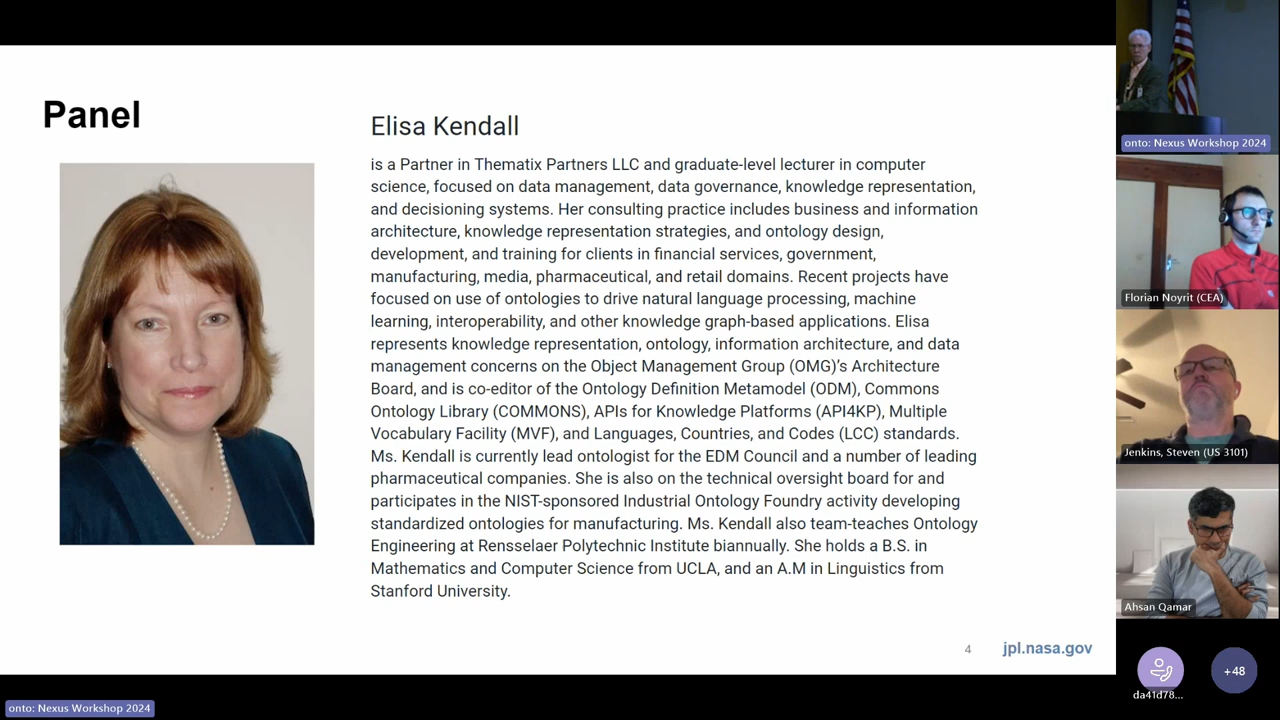 Panel
Elisa Kendall
is a Partner in Thematix Partners LLC and graduate-level lecturer in computer
science, focused on data management, data governance, knowledge representation,
and decisioning systems. Her consulting practice includes business and information
architecture, knowledge representation strategies, and ontology design,
development, and training for clients in financial services, government,
manufacturing, media, pharmaceutical, and retail domains. Recent projects have
focused on use of ontologies to drive natural language processing, machine
learning, interoperability, and other knowledge graph-based applications. Elisa
represents knowledge representation, ontology, information architecture, and data
management concerns on the Object Management Group (OMG)’s Architecture
Board, and is co-editor of the Ontology Definition Metamodel (ODM), Commons
Ontology Library (COMMONS), APIs for Knowledge Platforms (API4KP), Multiple
Vocabulary Facility (MVF), and Languages, Countries, and Codes (LCC) standards.
Ms. Kendall is currently lead ontologist for the EDM Council and a number of leading
pharmaceutical companies. She is also on the technical oversight board for and
participates in the NIST-sponsored Industrial Ontology Foundry activity developing
standardized ontologies for manufacturing. Ms. Kendall also team-teaches Ontology
Engineering at Rensselaer Polytechnic Institute biannually. She holds a B.S. in
Mathematics and Computer Science from UCLA, and an A.M in Linguistics from
Stanford University.
4
jpl.nasa.gov
onto: Nexus Workshop 2024
onto: Nexus Workshop 2024
Florian Noyrit (CEA)
Jenkins, Steven (US 3101)
Ahsan Qamar
da41d78...
+48